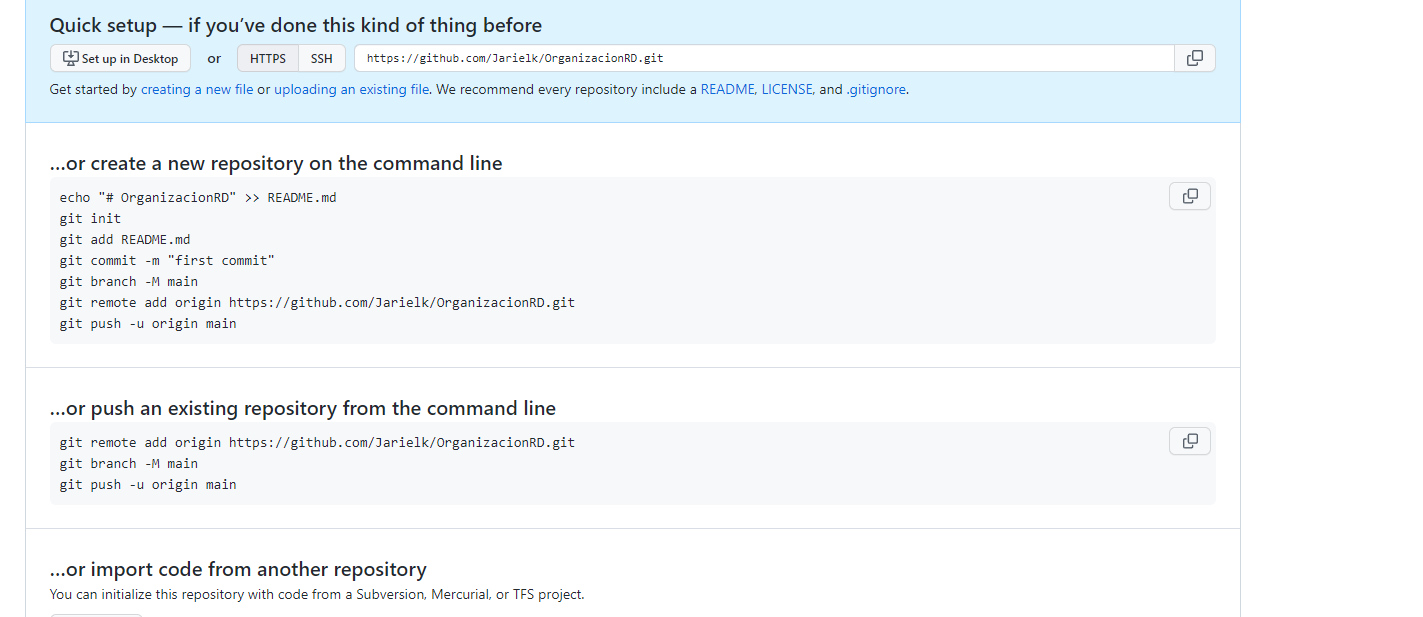 Quick setup — if you’ve done this kind of thing before
Set up in Desktop or HTTPS SSH https://github.com/Jarielk/OrganizacionRD.git
Get started by creating a new file or uploading an existing file. We recommend every repository include a README, LICENSE, and .gitignore.
…or create a new repository on the command line
echo "# OrganizacionRD" >> README.md
git init
git add README.md
git commit -m "first commit"
git branch -M main
git remote add origin https://github.com/Jarielk/OrganizacionRD.git
git push -u origin main
…or push an existing repository from the command line
git remote add origin https://github.com/Jarielk/OrganizacionRD.git
git branch -M main
git push -u origin main
…or import code from another repository
You can initialize this repository with code from a Subversion, Mercurial, or TFS project.